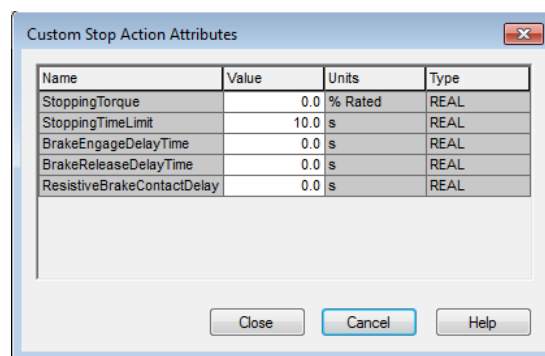 Custom Stop Action Attributes
Name Value Units Type
StoppingTorque 0.0 % Rated REAL
StoppingTimeLimit 10.0 s REAL
BrakeEngageDelayTime 0.0 s REAL
BrakeReleaseDelayTime 0.0 s REAL
ResistiveBrakeContactDelay 0.0 s REAL
Close Cancel Help